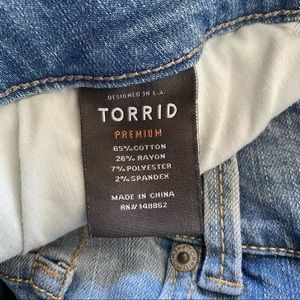 DESIGNED IN L.A.
TORRID
PREMIUM
65% COTTON
26% RAYON
7% POLYESTER
2% SPANDEX
MADE IN CHINA
RN# 148862